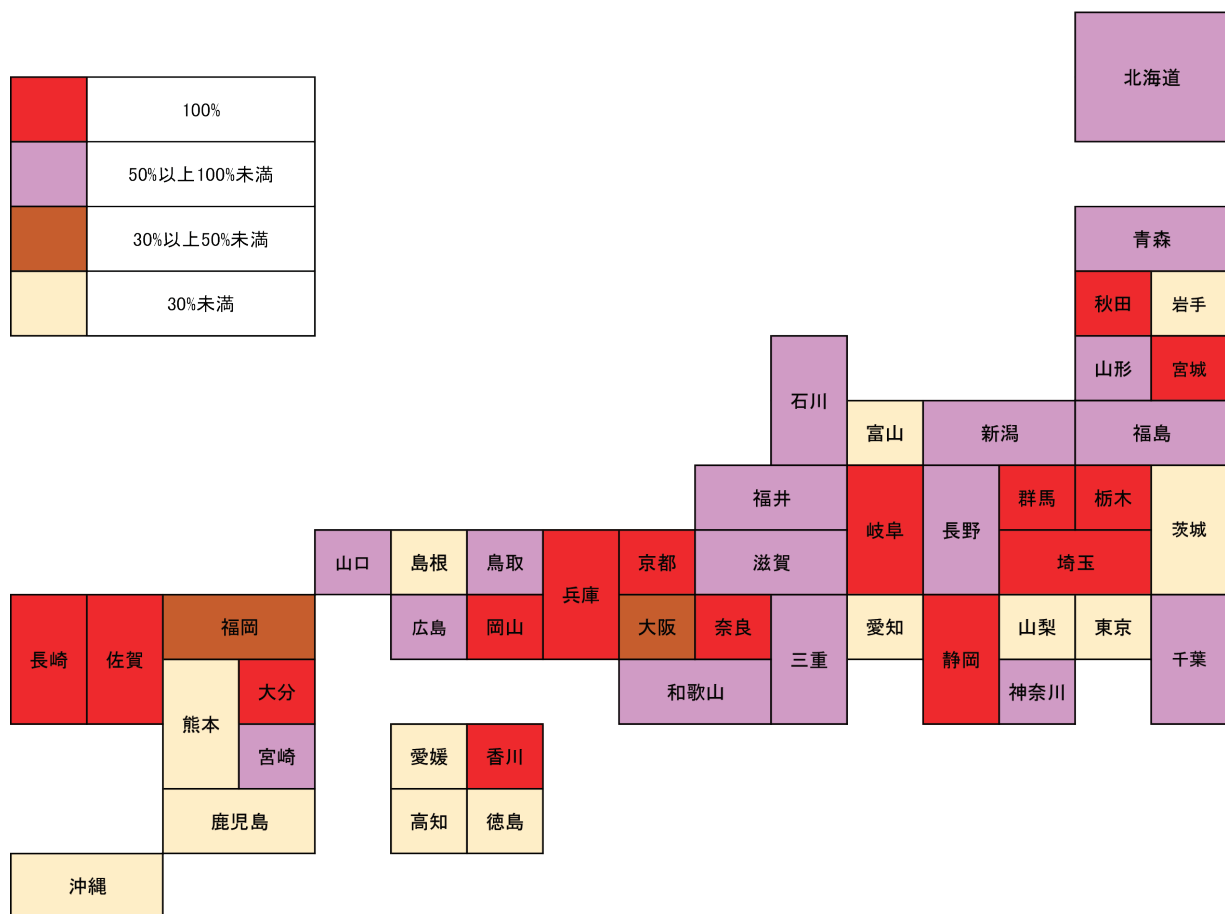 北海道
100%
50%以上100%未満
30%以上50%未満
30%未満
青森
秋田
岩手
山形
宮城
石川
富山
新潟
福島
福井
岐阜
長野
群馬
栃木
茨城
山口
島根
鳥取
兵庫
京都
滋賀
埼玉
長崎
佐賀
福岡
広島
岡山
大阪
奈良
三重
愛知
静岡
山梨
東京
千葉
熊本
大分
和歌山
神奈川
宮崎
愛媛
香川
鹿児島
高知
徳島
沖縄